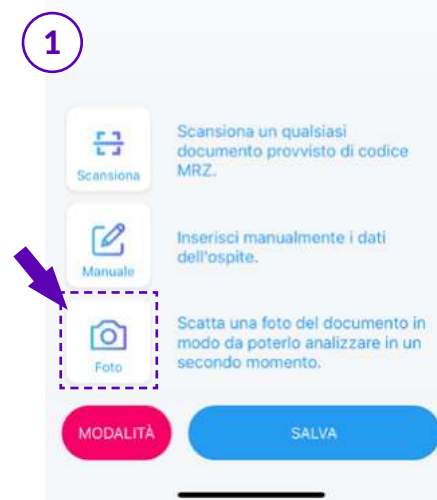 1
Scansiona
Scansiona un qualsiasi
documento provvisto di codice
MRZ.
Manuale
Inserisci manualmente i dati
dell'ospite.
Foto
Scatta una foto del documento in
modo da poterlo analizzare in un
secondo momento.
MODALITÀ
SALVA